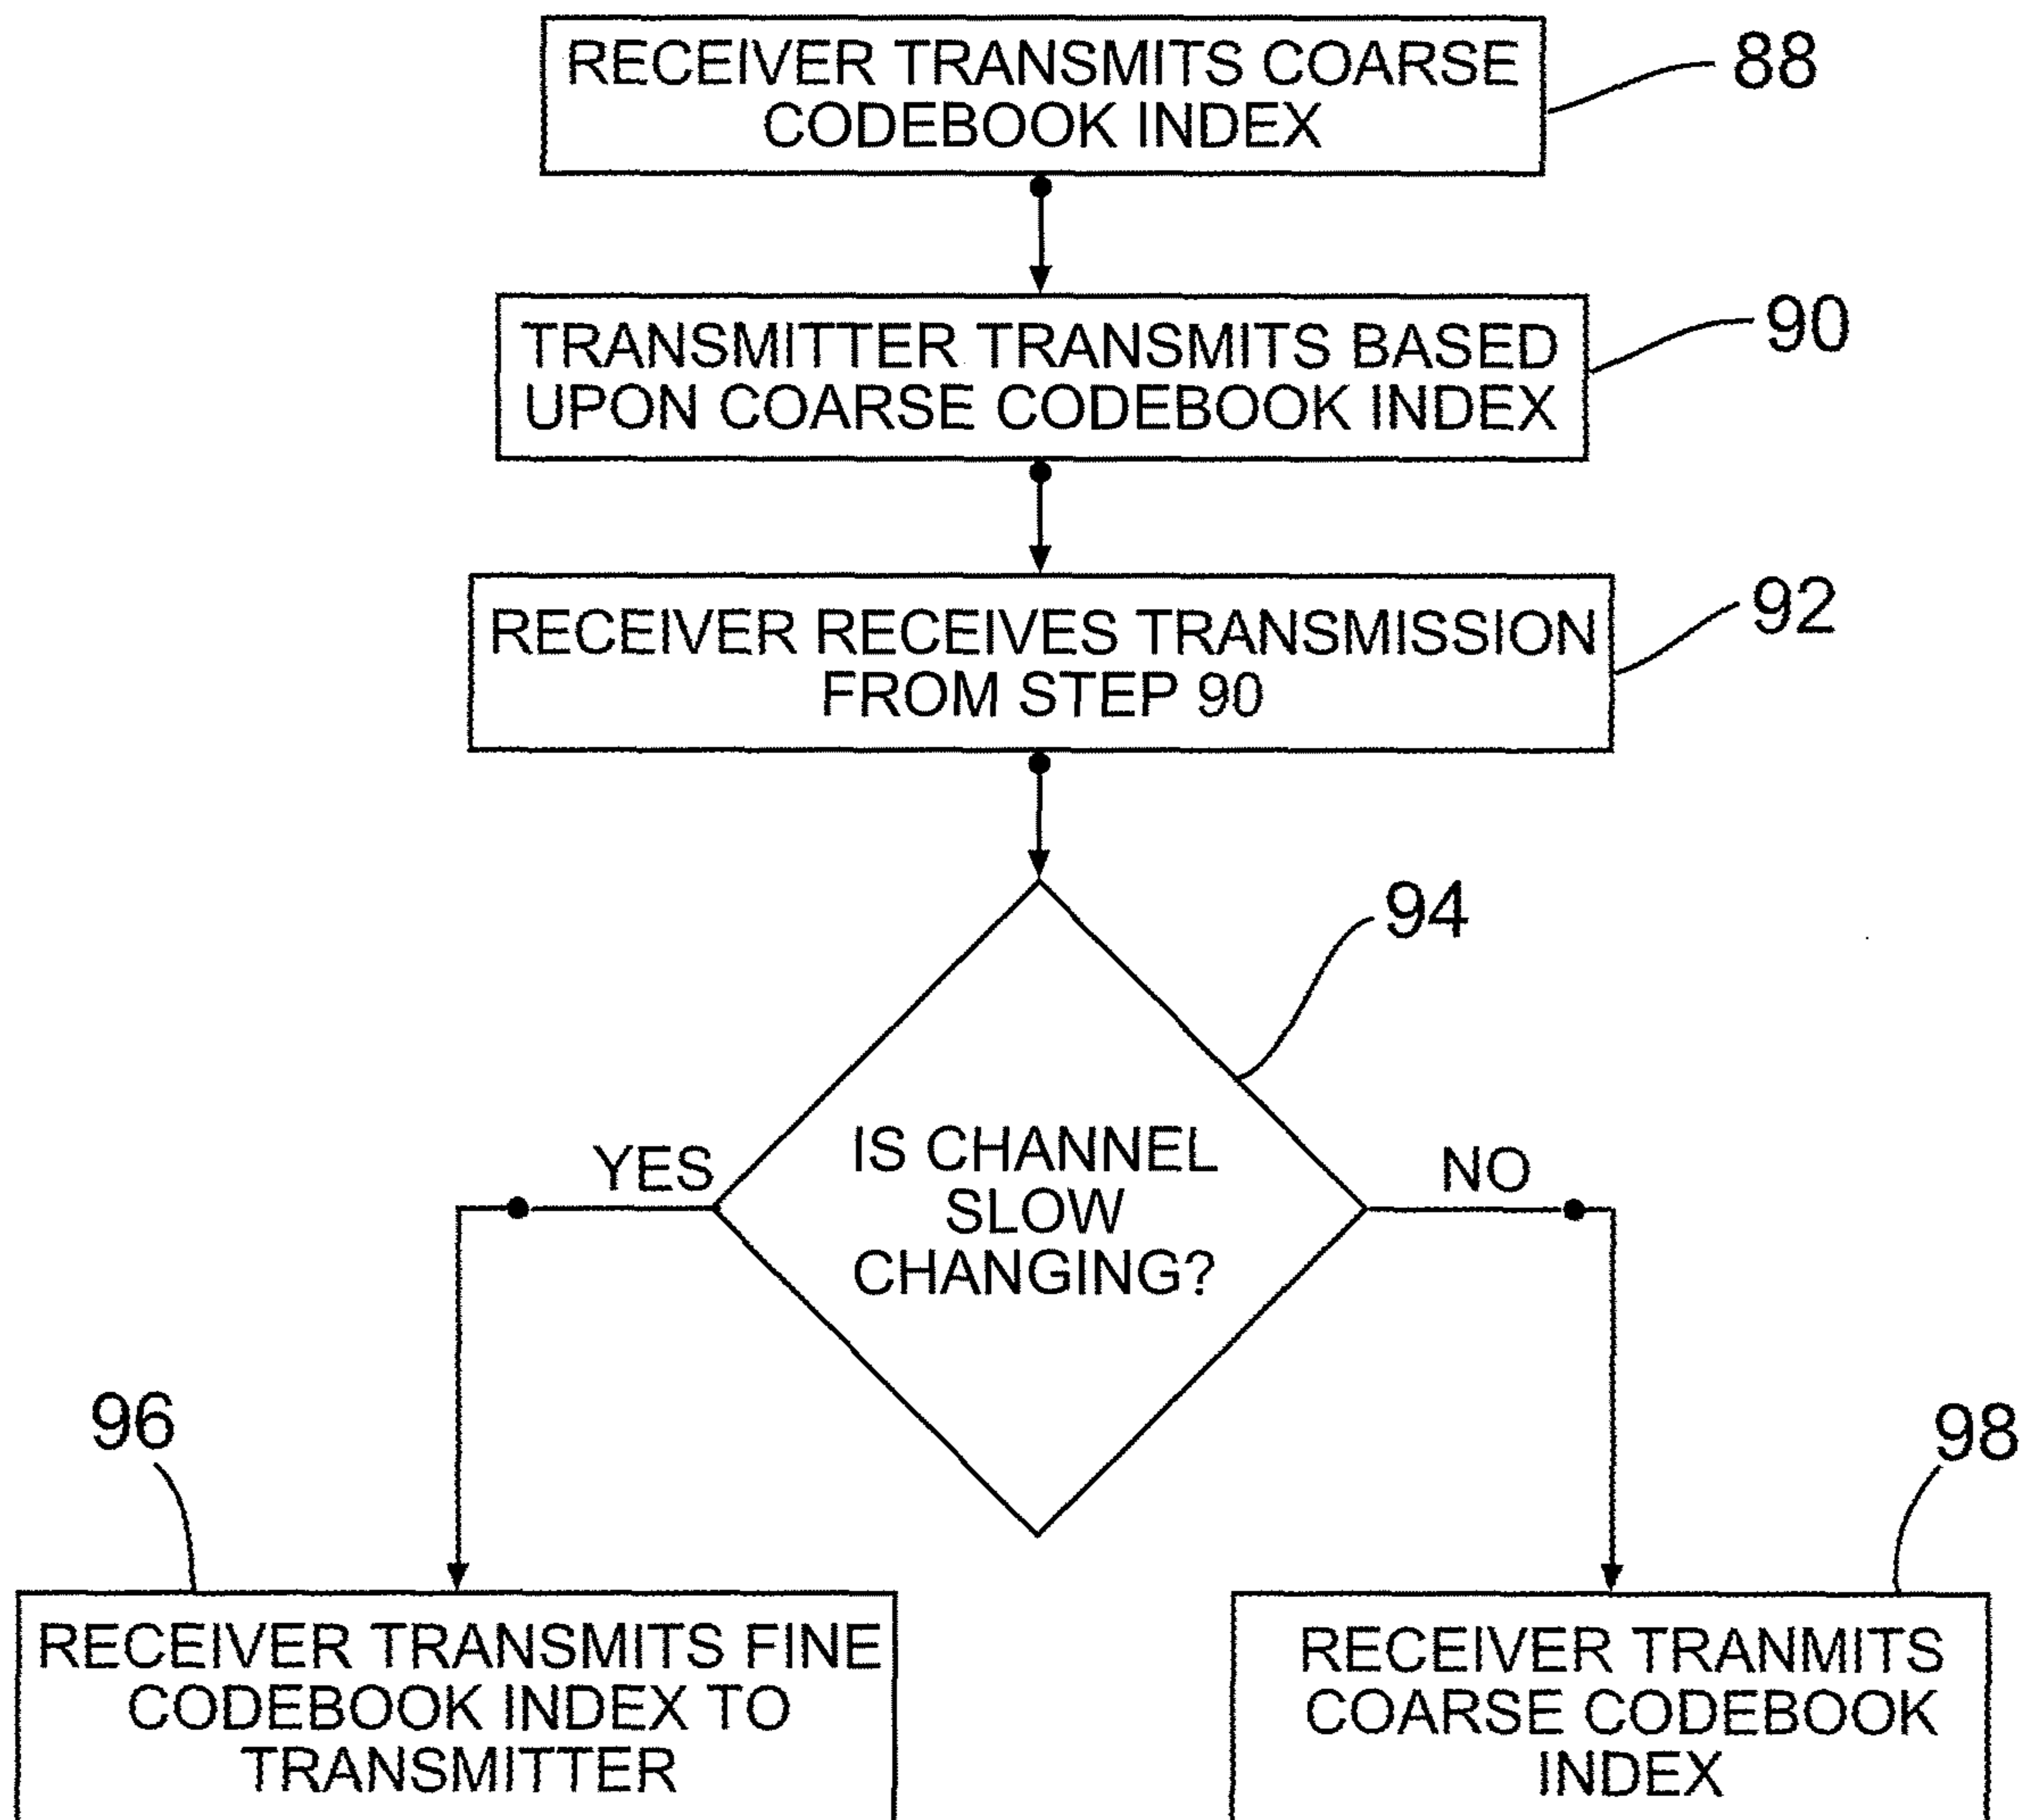 RECEIVER TRANSMITS COARSE
CODEBOOK INDEX
88
TRANSMITTER TRANSMITS BASED
UPON COARSE CODEBOOK INDEX
90
RECEIVER RECEIVES TRANSMISSION
FROM STEP 90
92
94
IS CHANNEL
SLOW
CHANGING?
YES
NO
96
98
RECEIVER TRANSMITS FINE
CODEBOOK INDEX TO
TRANSMITTER
RECEIVER TRANMITS
COARSE CODEBOOK
INDEX